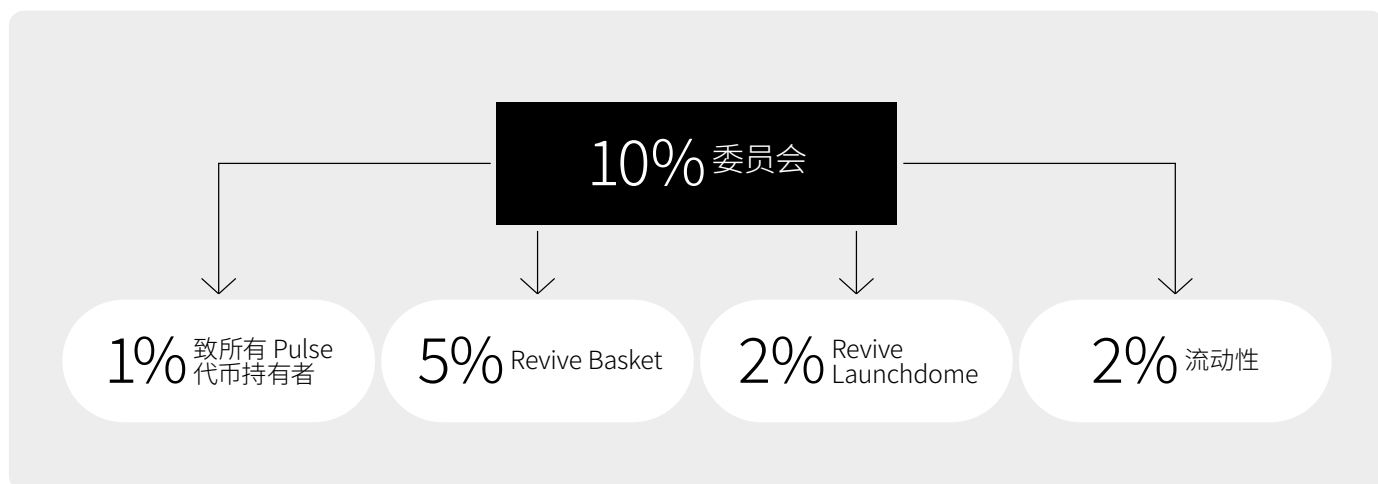 10% 委员会
1% 致所有 Pulse
代币持有者
5% Revive Basket
2% Revive
Launchdome
2% 流动性